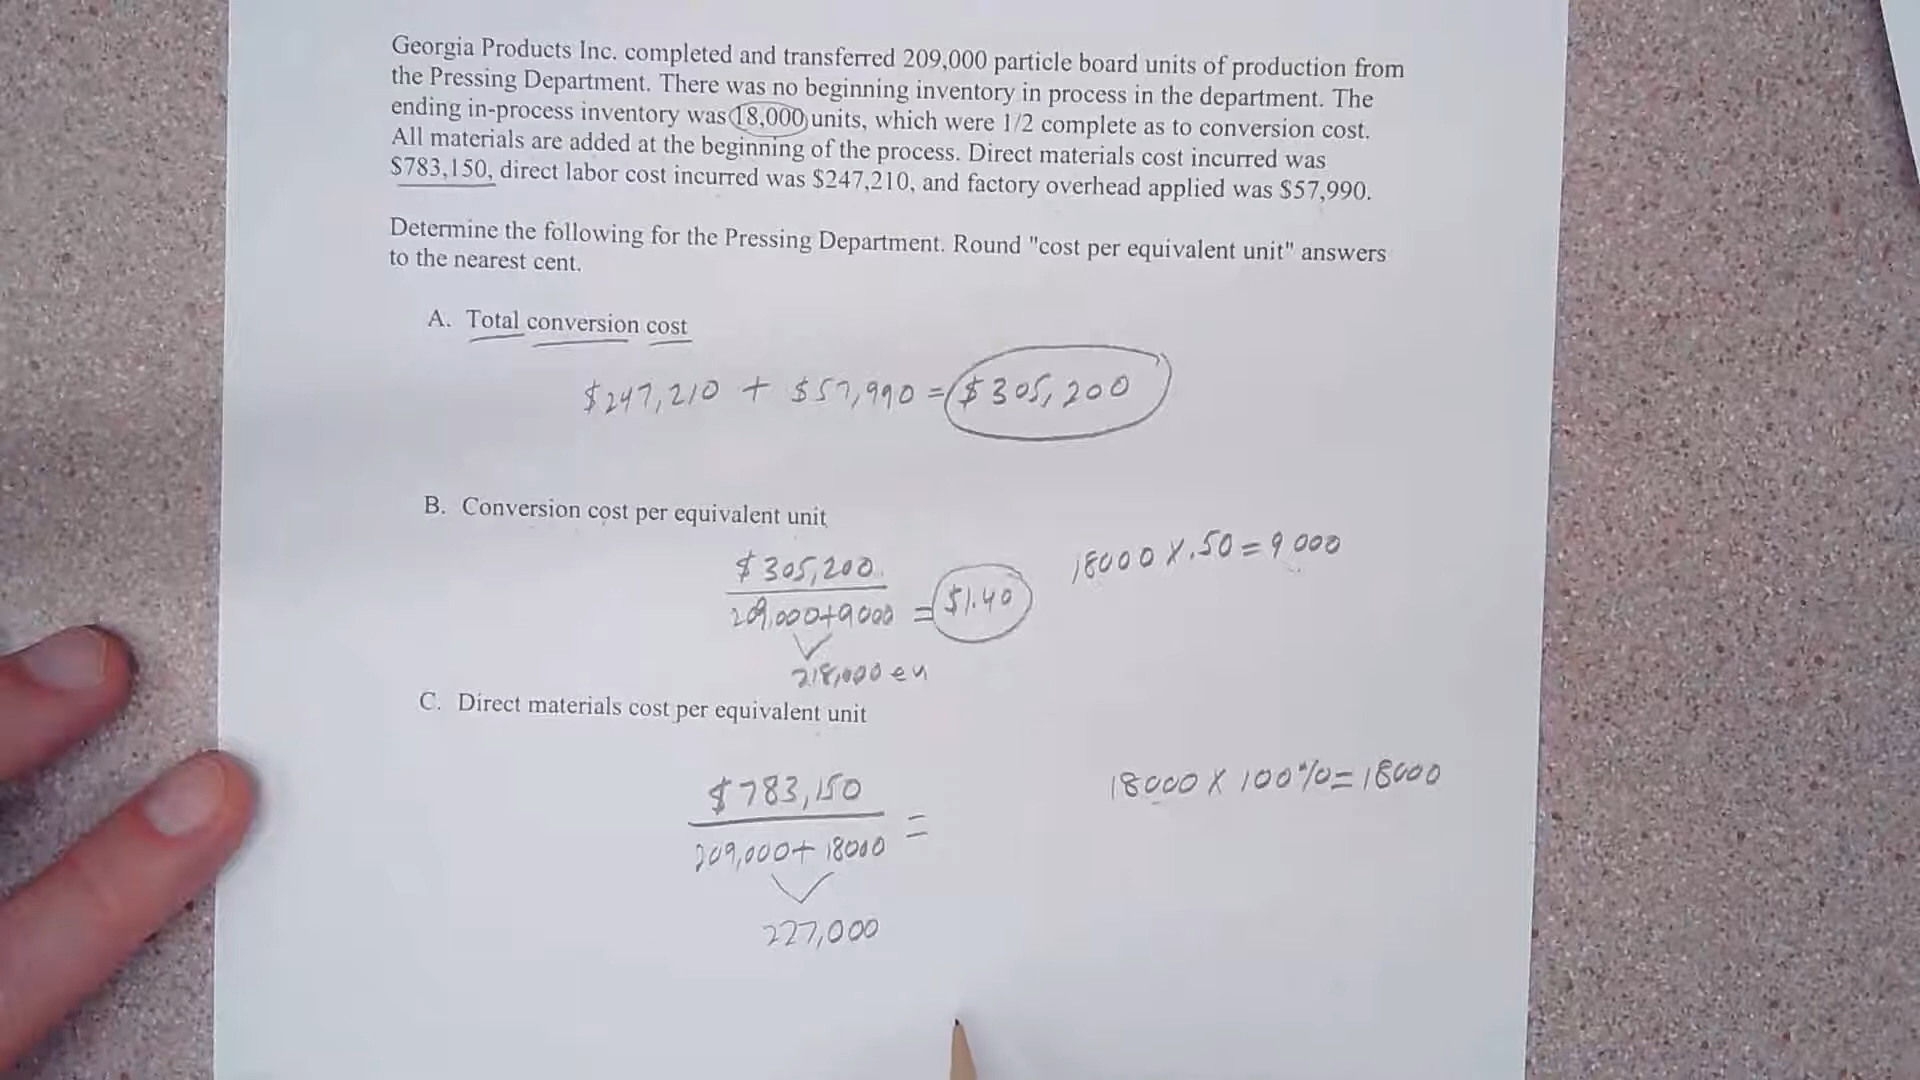 Georgia Products Inc. completed and transferred 209,000 particle board units of production from
the Pressing Department. There was no beginning inventory in process in the department. The
ending in-process inventory was 18,000 units, which were 1/2 complete as to conversion cost.
All materials are added at the beginning of the process. Direct materials cost incurred was
$783,150, direct labor cost incurred was $247,210, and factory overhead applied was $57,990.
Determine the following for the Pressing Department. Round "cost per equivalent unit" answers
to the nearest cent.
A. Total conversion cost
$247,210 + $57,990 = $305,200
B. Conversion cost per equivalent unit
18000 X .50 = 9000
$305,200
209,000+9000 = $1.40
218,000 eu
C. Direct materials cost per equivalent unit
18000 X 100% = 18000
$783,150
209,000+ 18000 =
227,000